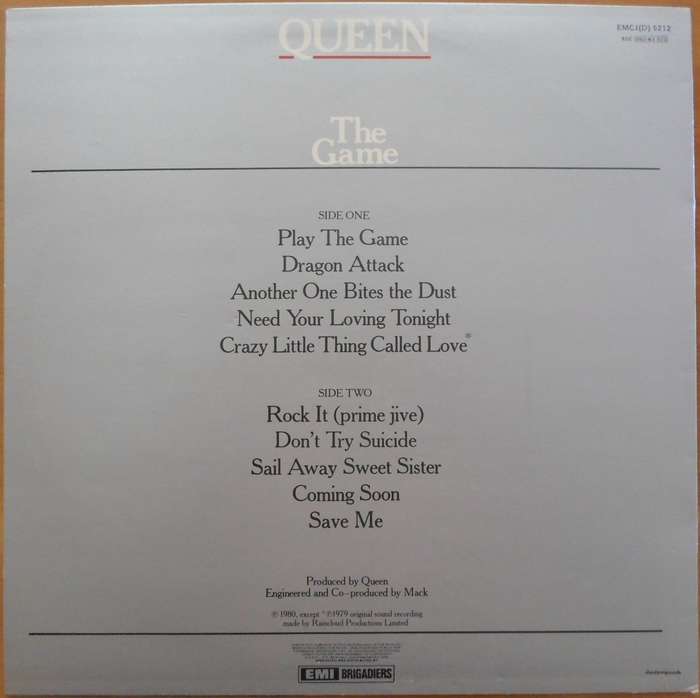 QUEEN
EMCJ(D) 5212
The
Game
SIDE ONE
Play The Game
Dragon Attack
Another One Bites the Dust
Need Your Loving Tonight
Crazy Little Thing Called Love*
SIDE TWO
Rock It (prime jive)
Don't Try Suicide
Sail Away Sweet Sister
Coming Soon
Save Me
Produced by Queen
Engineered and Co-produced by Mack
℗ 1980, except *℗1979 original sound recording
made by Raincloud Productions Limited
EMI BRIGADIERS